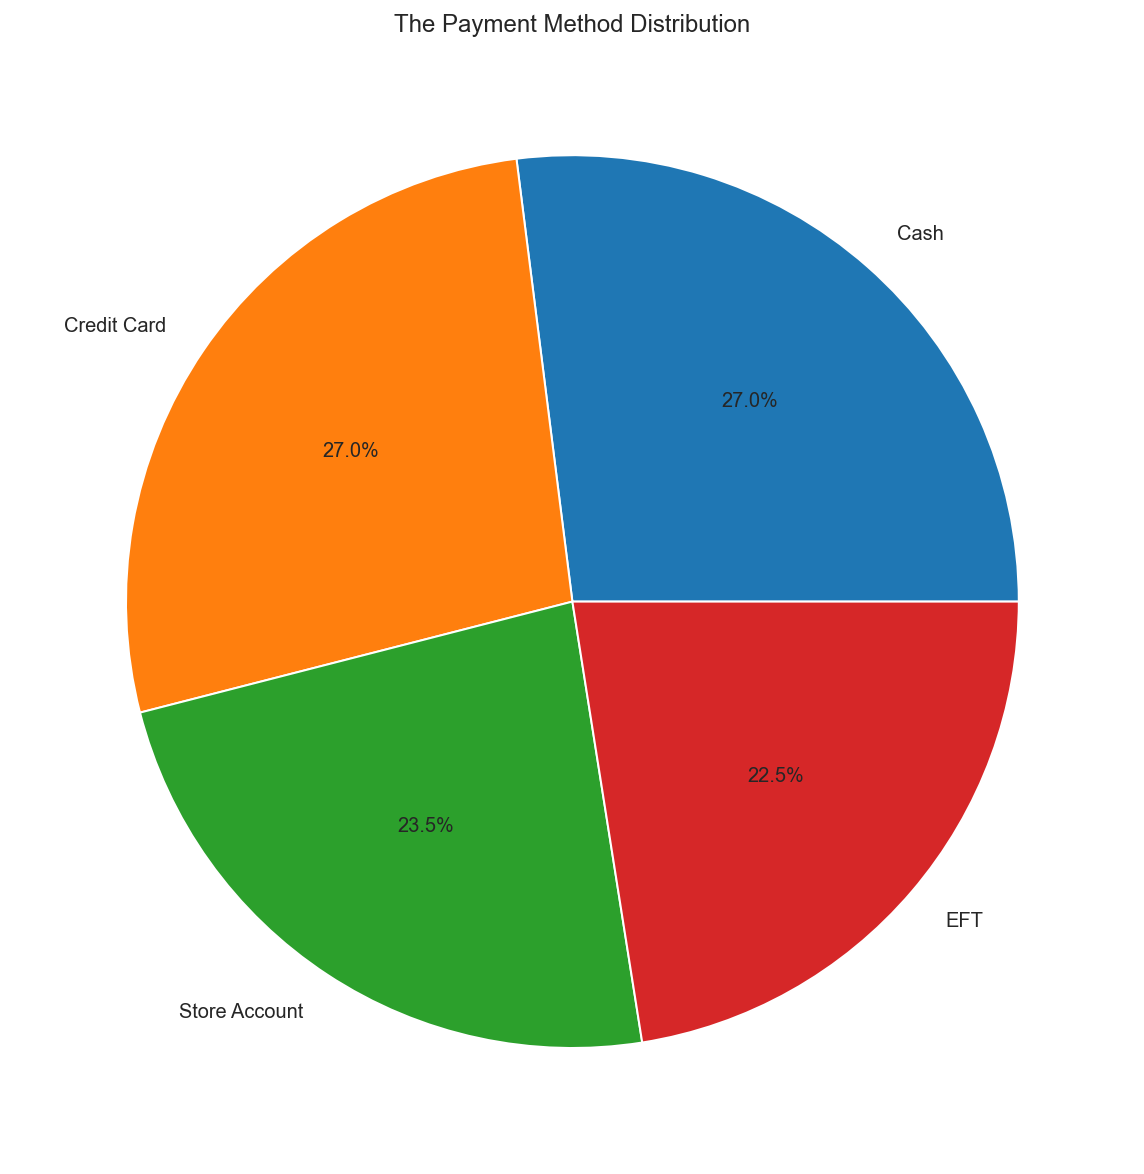 The Payment Method Distribution
Cash
Credit Card
27.0%
27.0%
22.5%
23.5%
EFT
Store Account